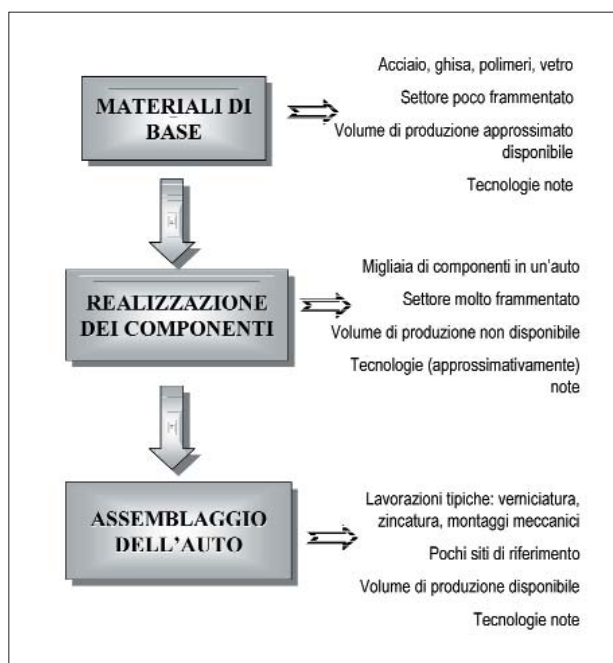 MATERIALI DI
BASE
Acciaio, ghisa, polimeri, vetro
Settore poco frammentato
Volume di produzione approssimato
disponibile
Tecnologie note
REALIZZAZIONE
DEI COMPONENTI
Migliaia di componenti in un'auto
Settore molto frammentato
Volume di produzione non disponibile
Tecnologie (approssimativamente)
note
ASSEMBLAGGIO
DELL'AUTO
Lavorazioni tipiche: verniciatura,
zincatura, montaggi meccanici
Pochi siti di riferimento
Volume di produzione disponibile
Tecnologie note